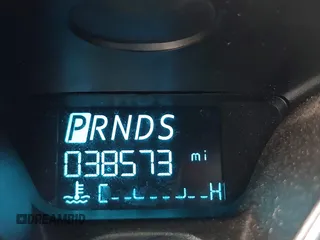 PRNDS
038573 mi
C H
DREAMBID